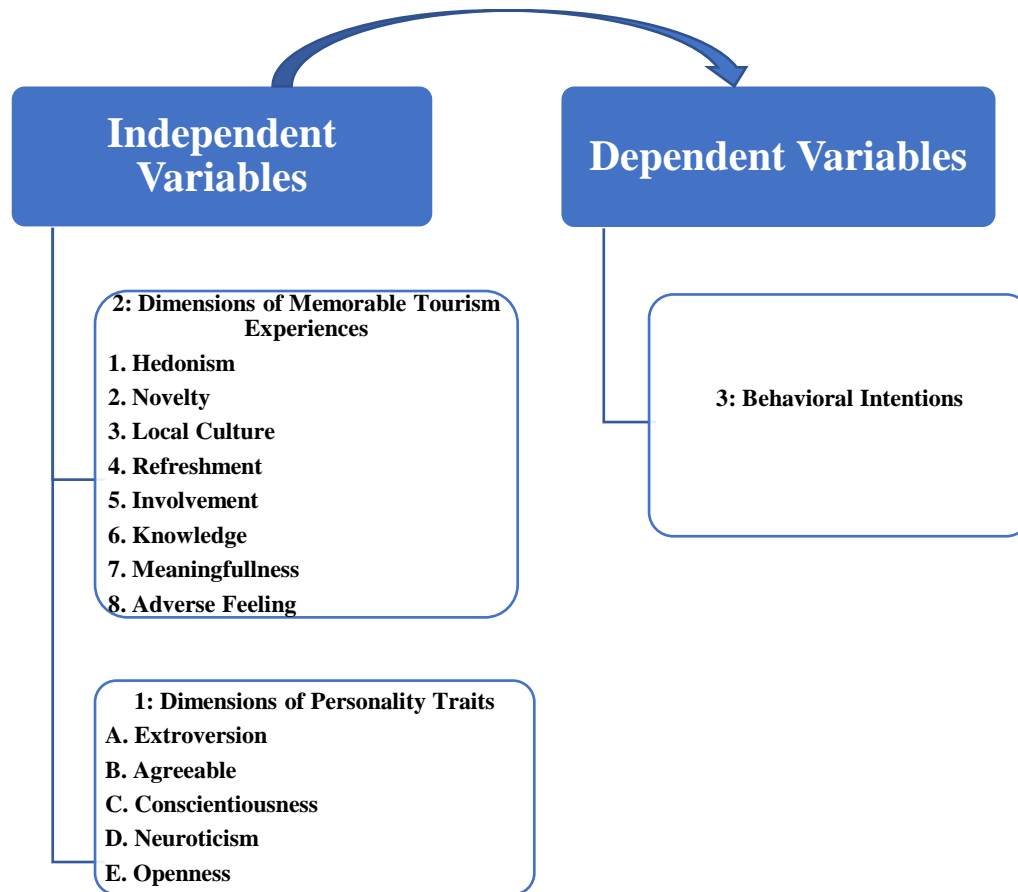 Independent
Variables
Dependent Variables
2: Dimensions of Memorable Tourism
Experiences
1. Hedonism
2. Novelty
3. Local Culture
4. Refreshment
5. Involvement
6. Knowledge
7. Meaningfullness
8. Adverse Feeling
3: Behavioral Intentions
1: Dimensions of Personality Traits
A. Extroversion
B. Agreeable
C. Conscientiousness
D. Neuroticism
E. Openness